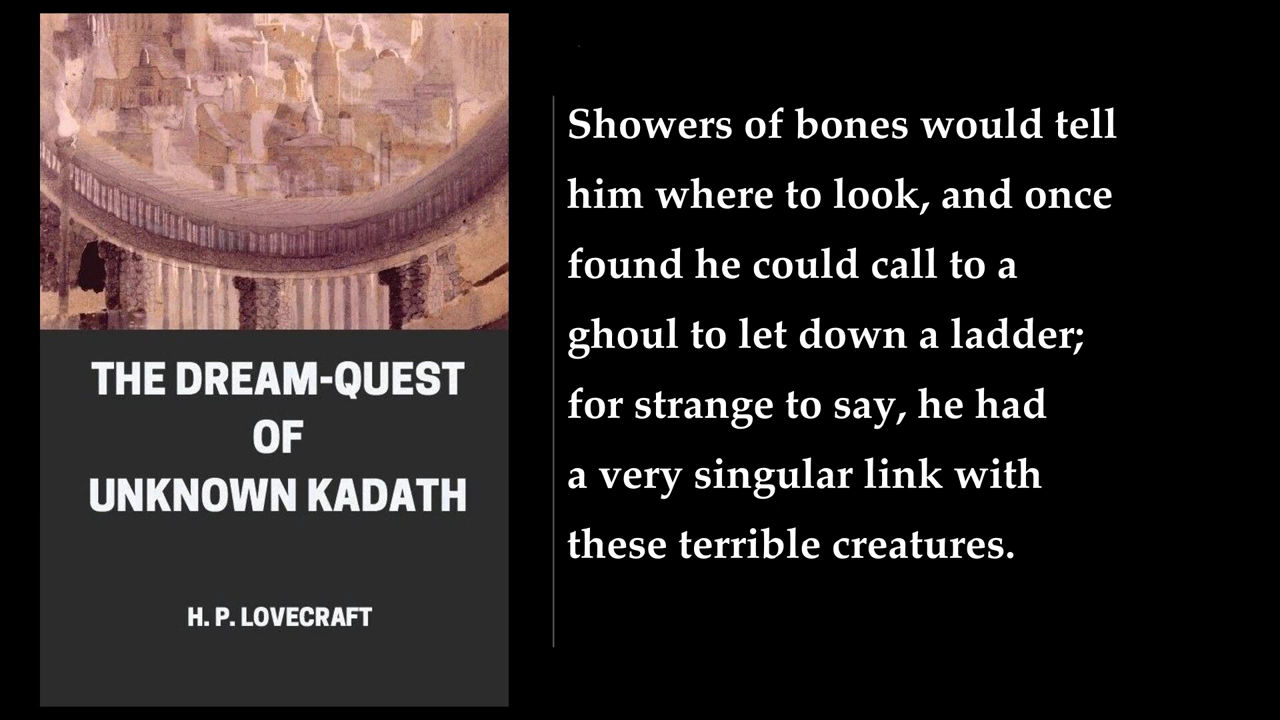 THE DREAM-QUEST
OF
UNKNOWN KADATH
H. P. LOVECRAFT
Showers of bones would tell
him where to look, and once
found he could call to a
ghoul to let down a ladder;
for strange to say, he had
a very singular link with
these terrible creatures.